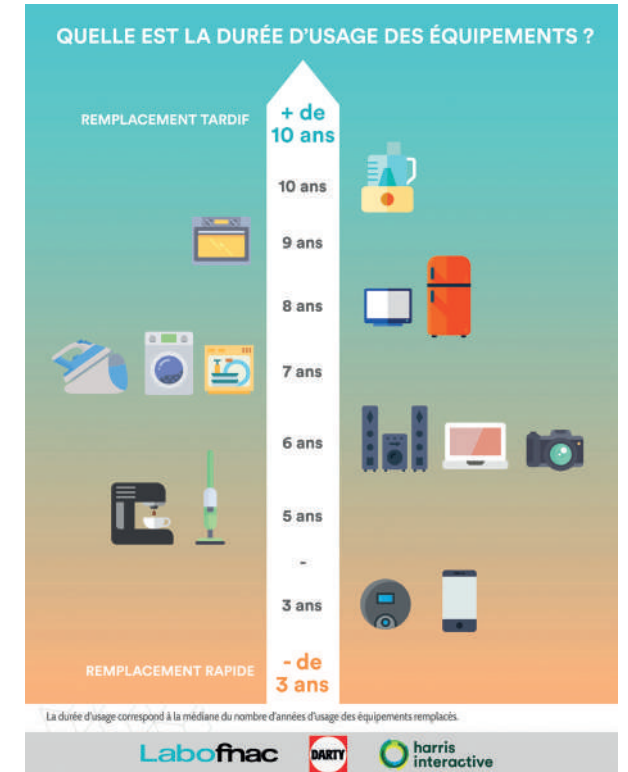 QUELLE EST LA DURÉE D'USAGE DES ÉQUIPEMENTS ?
REMPLACEMENT TARDIF
+ de
10 ans
10 ans
9 ans
8 ans
7 ans
6 ans
5 ans
-
3 ans
REMPLACEMENT RAPIDE
- de
3 ans
La durée d'usage correspond à la médiane du nombre d'années d'usage des équipements remplacés.
Labofnac
DARTY
harris
interactive